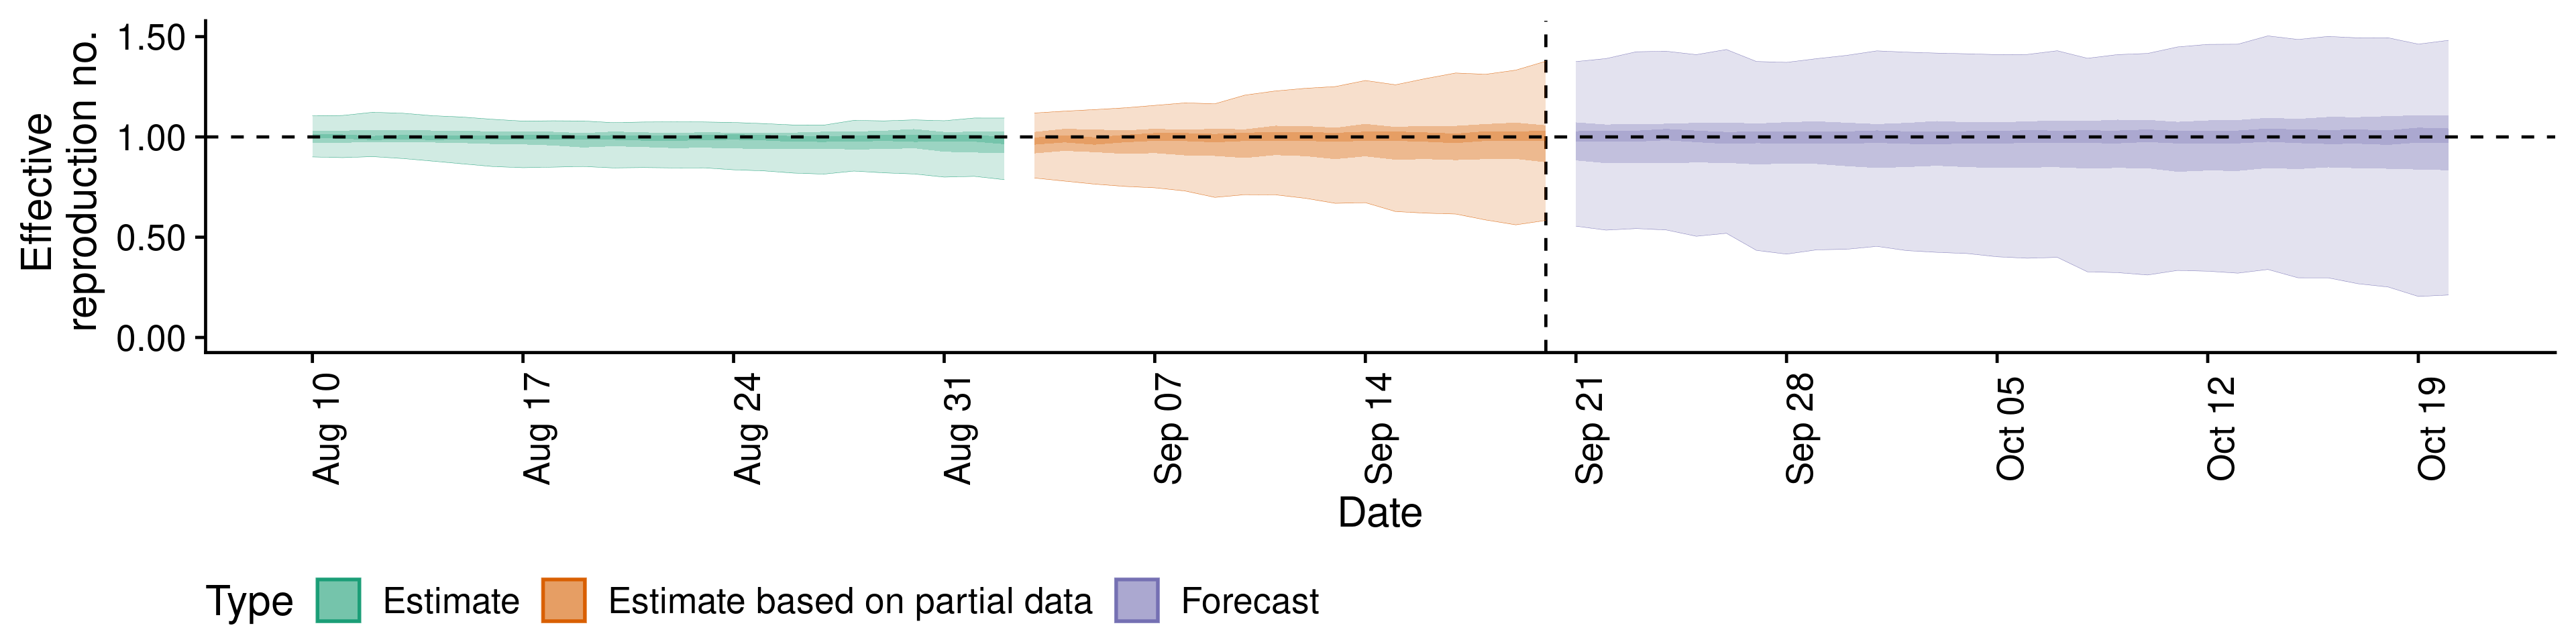 Effective
reproduction no.
1.50
1.00
0.50
0.00
Aug 10
Aug 17
Aug 24
Aug 31
Sep 07
Sep 14
Sep 21
Sep 28
Oct 05
Oct 12
Oct 19
Date
Type Estimate Estimate based on partial data Forecast